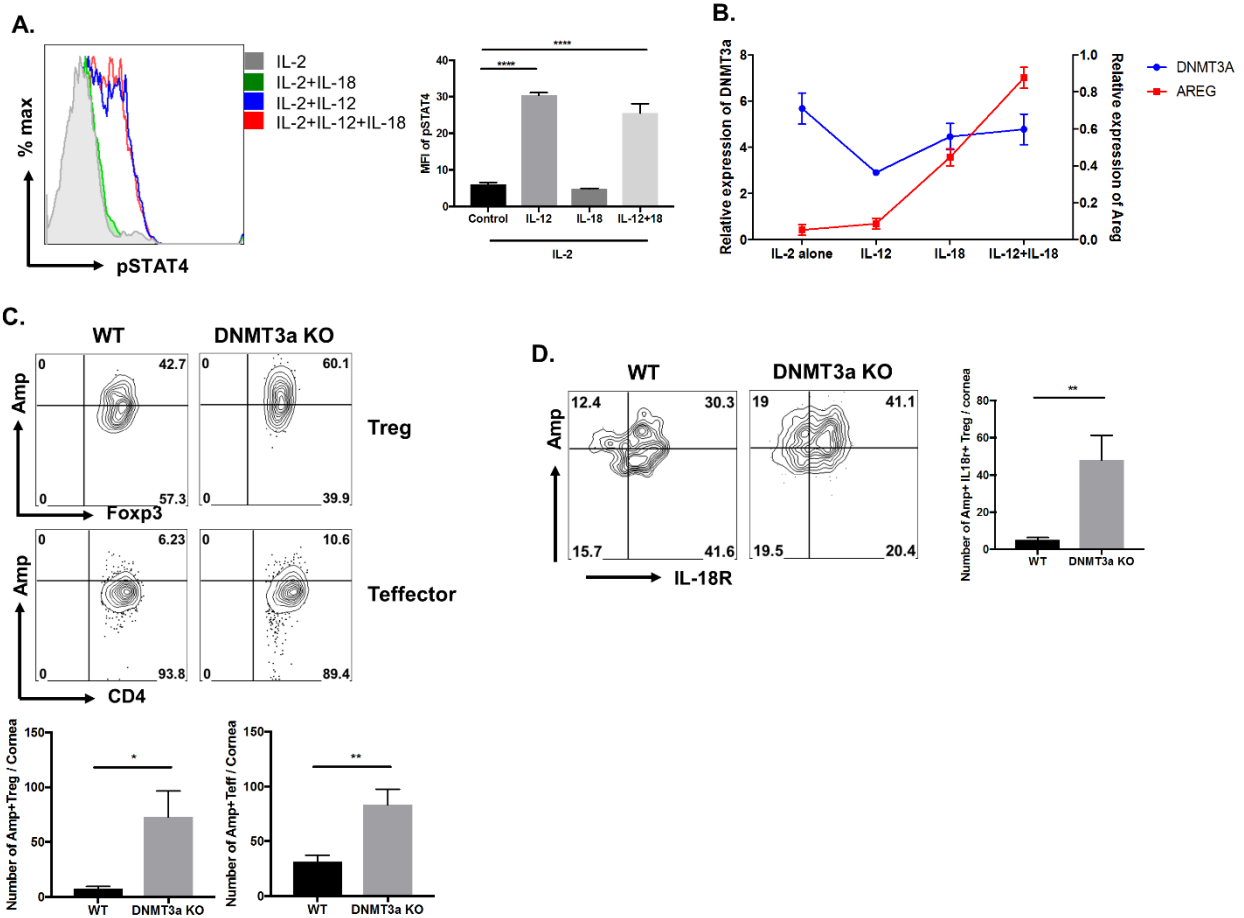 A.
% max
pSTAT4
IL-2
IL-2+IL-18
IL-2+IL-12
IL-2+IL-12+IL-18
****
****
MFI of pSTAT4
40
30
20
10
0
Control IL-12 IL-18 IL-12+18
IL-2
B.
Relative expression of DNMT3a
8
6
4
2
0
1.0
0.8
0.6
0.4
0.2
0.0
Relative expression of Areg
IL-2 alone IL-12 IL-18 IL-12+IL-18
DNMT3A
AREG
C.
WT DNMT3a KO
Amp
0 42.7
0 57.3
0 60.1
0 39.9
Foxp3
Treg
Amp
0 6.23
0 93.8
0 10.6
0 89.4
CD4
Teffector
Number of Amp+Treg / Cornea
150
100
50
0
*
WT DNMT3a KO
Number of Amp+Teff / Cornea
150
100
50
0
**
WT DNMT3a KO
D.
WT DNMT3a KO
Amp
12.4 30.3
15.7 41.6
19 41.1
19.5 20.4
IL-18R
Number of Amp+ IL18r+ Treg / cornea
80
60
40
20
0
**
WT DNMT3a KO